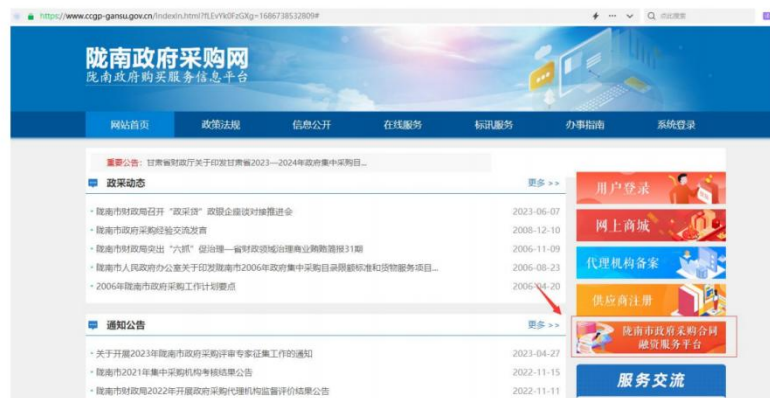 https://www.ccgp-gansu.gov.cn/Indexin.html?fLEvYk0FzGXg=1686738532809#
点此搜索
陇南政府采购网
陇南政府购买服务信息平台
网站首页 政策法规 信息公开 在线服务 标讯服务 办事指南 系统登录
重要公告：甘肃省财政厅关于印发甘肃省2023—2024年政府集中采购目...
政采动态 更多 >>
· 陇南市财政局召开“政采贷”政银企座谈对接推进会 2023-06-07
· 陇南市政府采购经验交流发言 2008-12-10
· 陇南市财政局突出“六抓”促治理—省财政领域治理商业贿赂简报31期 2006-11-09
· 陇南市人民政府办公室关于印发陇南市2006年政府集中采购目录限额标准和货物服务项目... 2006-08-23
· 2006年陇南市政府采购工作计划要点 2006-04-20
通知公告 更多 >>
· 关于开展2023年陇南市政府采购评审专家征集工作的通知 2023-04-27
· 陇南市2021年集中采购机构考核结果公告 2022-11-15
· 陇南市财政局2022年开展政府采购代理机构监督评价结果公告 2022-11-11
用户登录
网上商城
代理机构备案
供应商注册
陇南市政府采购合同
融资服务平台
服务交流